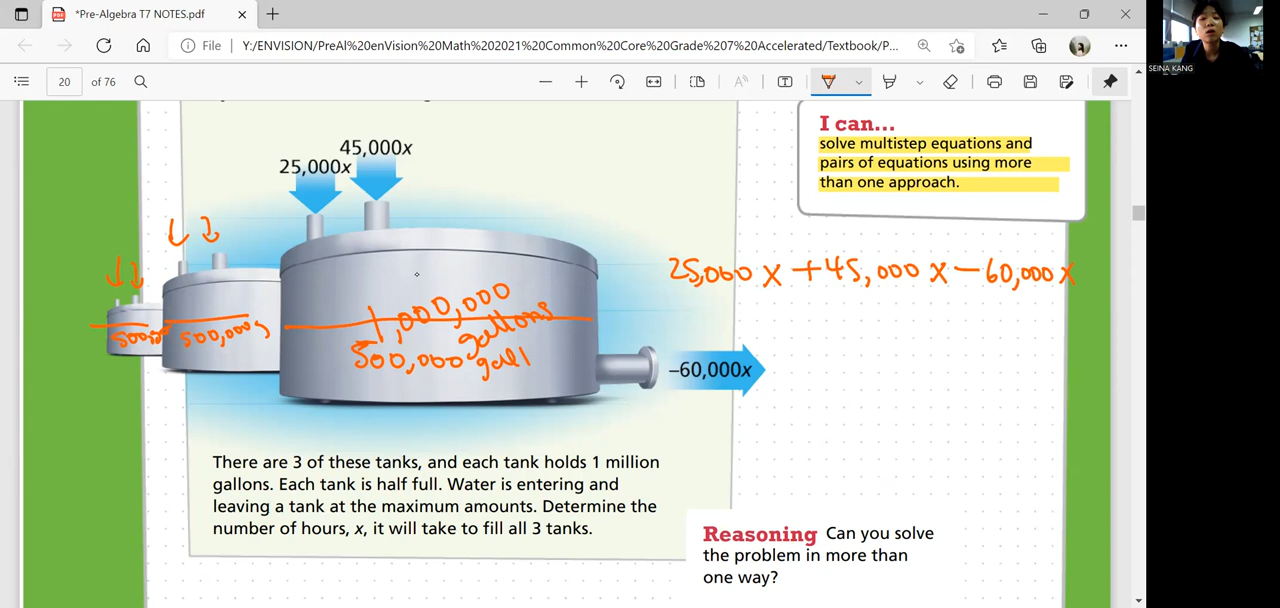 *Pre-Algebra T7 NOTES.pdf
File
Y:/ENVISION/PreAl%20enVision%20Math%202021%20Common%20Core%20Grade%207%20Accelerated/Textbook/P...
SEINA KANG
20 of 76
I can...
solve multistep equations and
pairs of equations using more
than one approach.
45,000x
25,000x
25,000x + 45,000x − 60,000x
1,000,000
gallons
500,000 gall
500,000g
–60,000x
There are 3 of these tanks, and each tank holds 1 million
gallons. Each tank is half full. Water is entering and
leaving a tank at the maximum amounts. Determine the
number of hours, x, it will take to fill all 3 tanks.
Reasoning Can you solve
the problem in more than
one way?